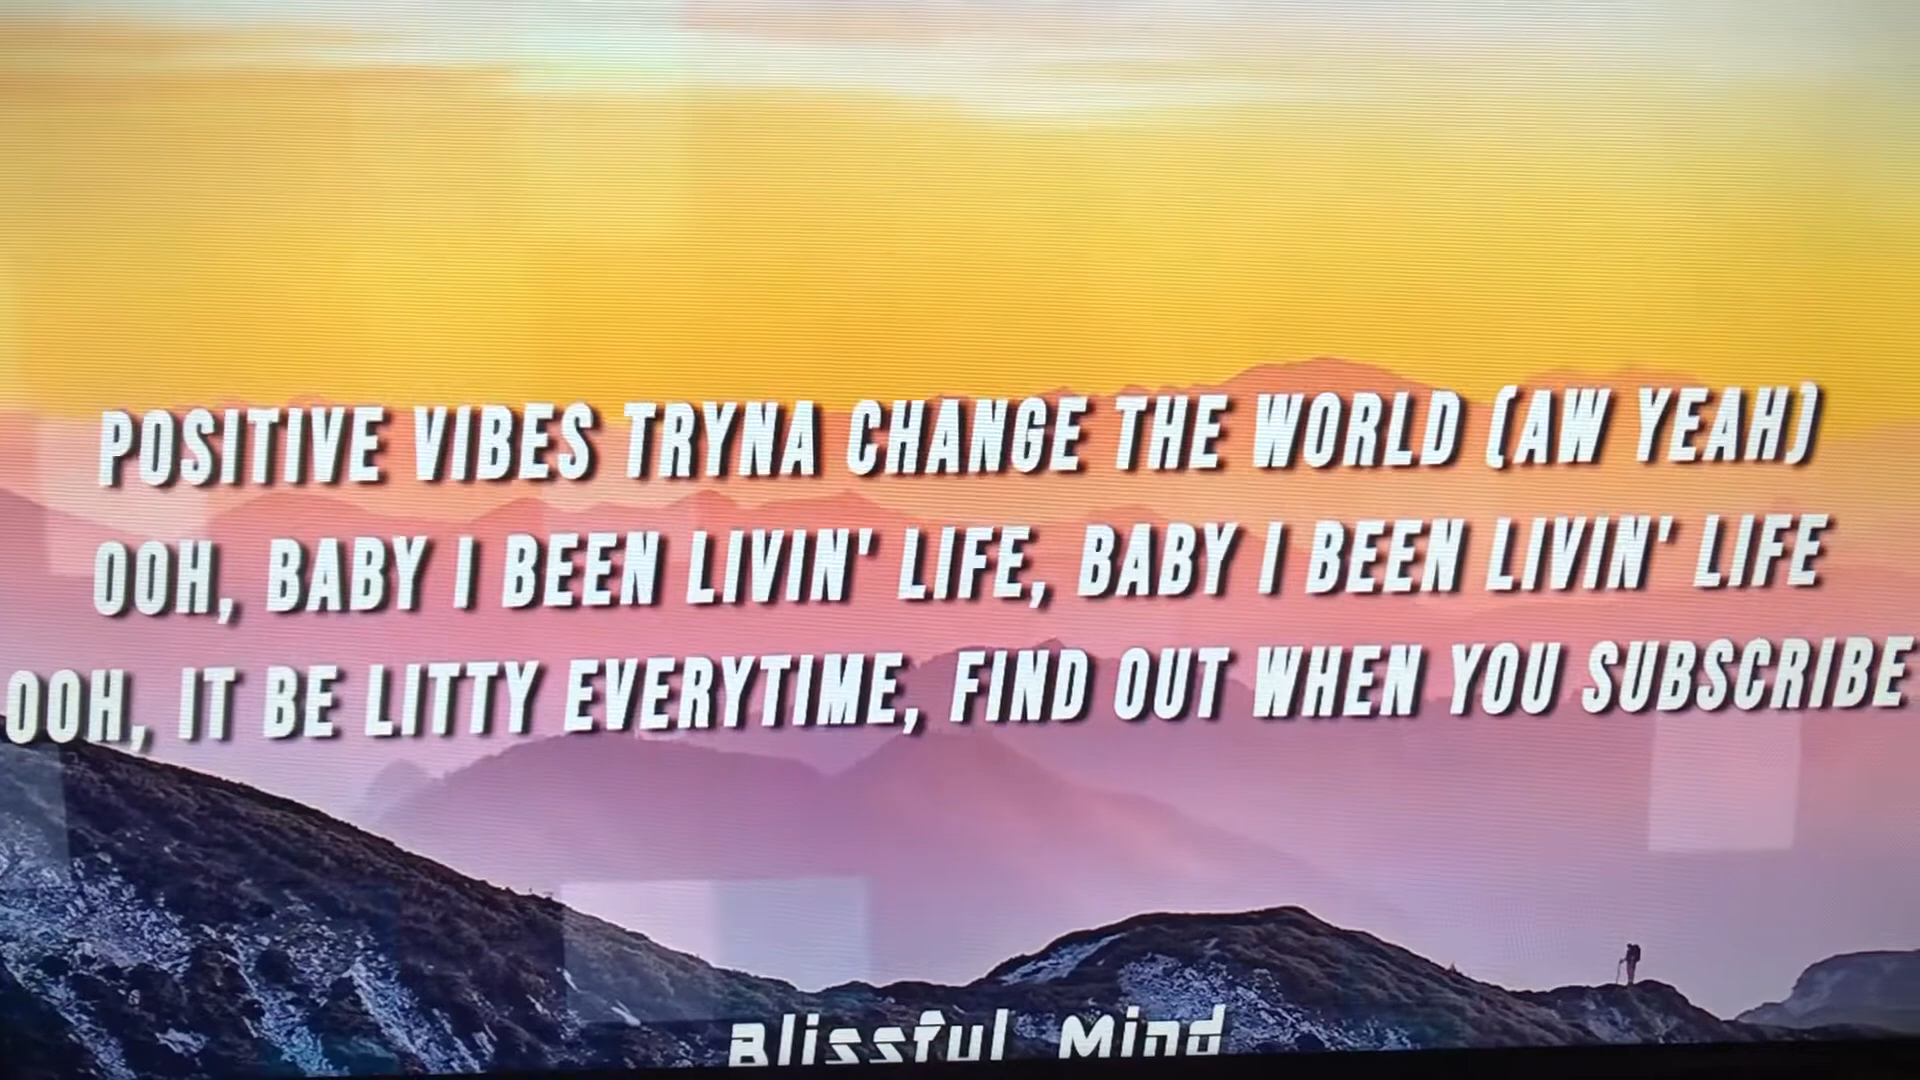 POSITIVE VIBES TRYNA CHANGE THE WORLD (AW YEAH)
OOH, BABY I BEEN LIVIN' LIFE, BABY I BEEN LIVIN' LIFE
OOH, IT BE LITTY EVERYTIME, FIND OUT WHEN YOU SUBSCRIBE
Blissful Mind